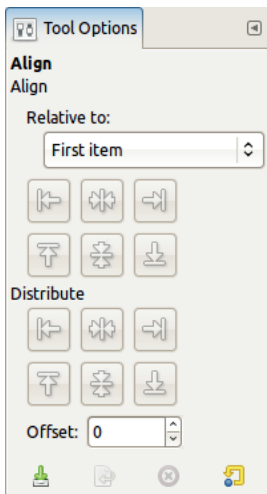 Tool Options
Align
Align
Relative to:
First item
Distribute
Offset: 0